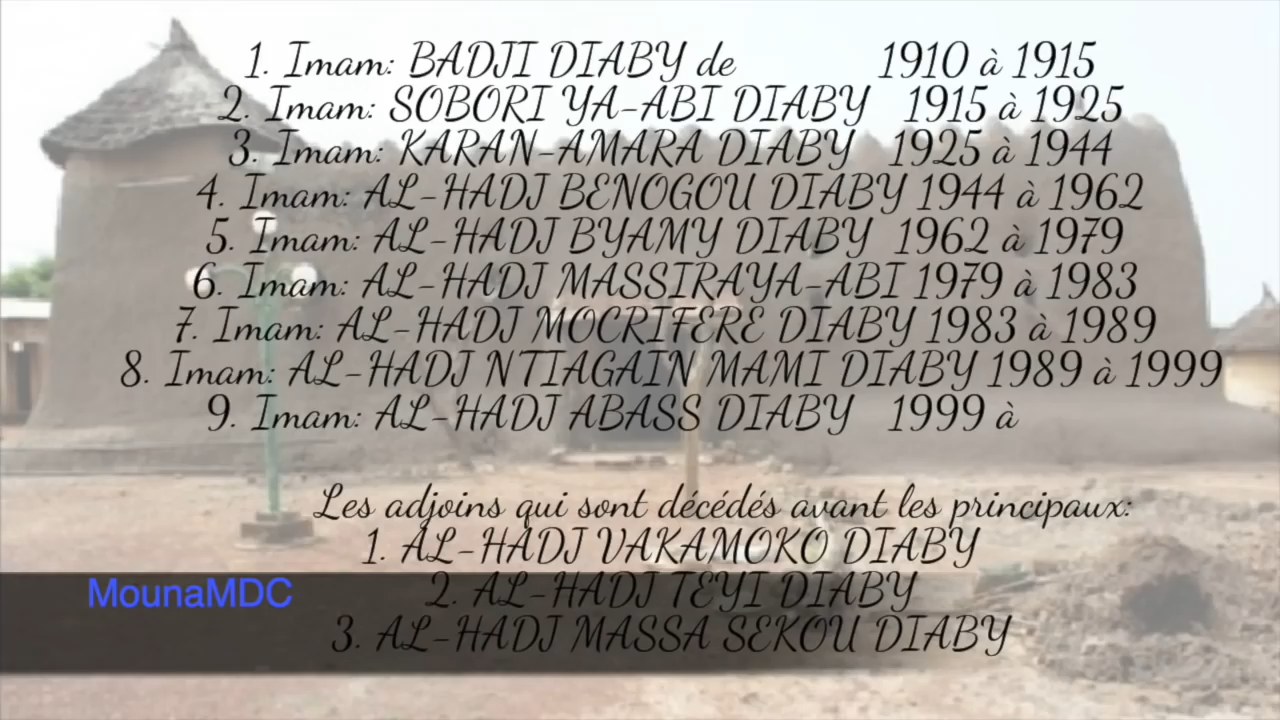 1. Imam: BADJI DIABY de 1910 à 1915
2. Imam: SOBORI YA-ABI DIABY 1915 à 1925
3. Imam: KARAN-AMARA DIABY 1925 à 1944
4. Imam: AL-HADJ BENOGOU DIABY 1944 à 1962
5. Imam: AL-HADJ BYAMY DIABY 1962 à 1979
6. Imam: AL-HADJ MASSIRAYA-ABI 1979 à 1983
7. Imam: AL-HADJ MOCRIFERE DIABY 1983 à 1989
8. Imam: AL-HADJ NTIAGAIN MAMI DIABY 1989 à 1999
9. Imam: AL-HADJ ABASS DIABY 1999 à
Les adjoins qui sont décédés avant les principaux:
1. AL-HADJ VAKAMOKO DIABY
2. AL-HADJ TEYI DIABY
3. AL-HADJ MASSA SEKOU DIABY
MounaMDC